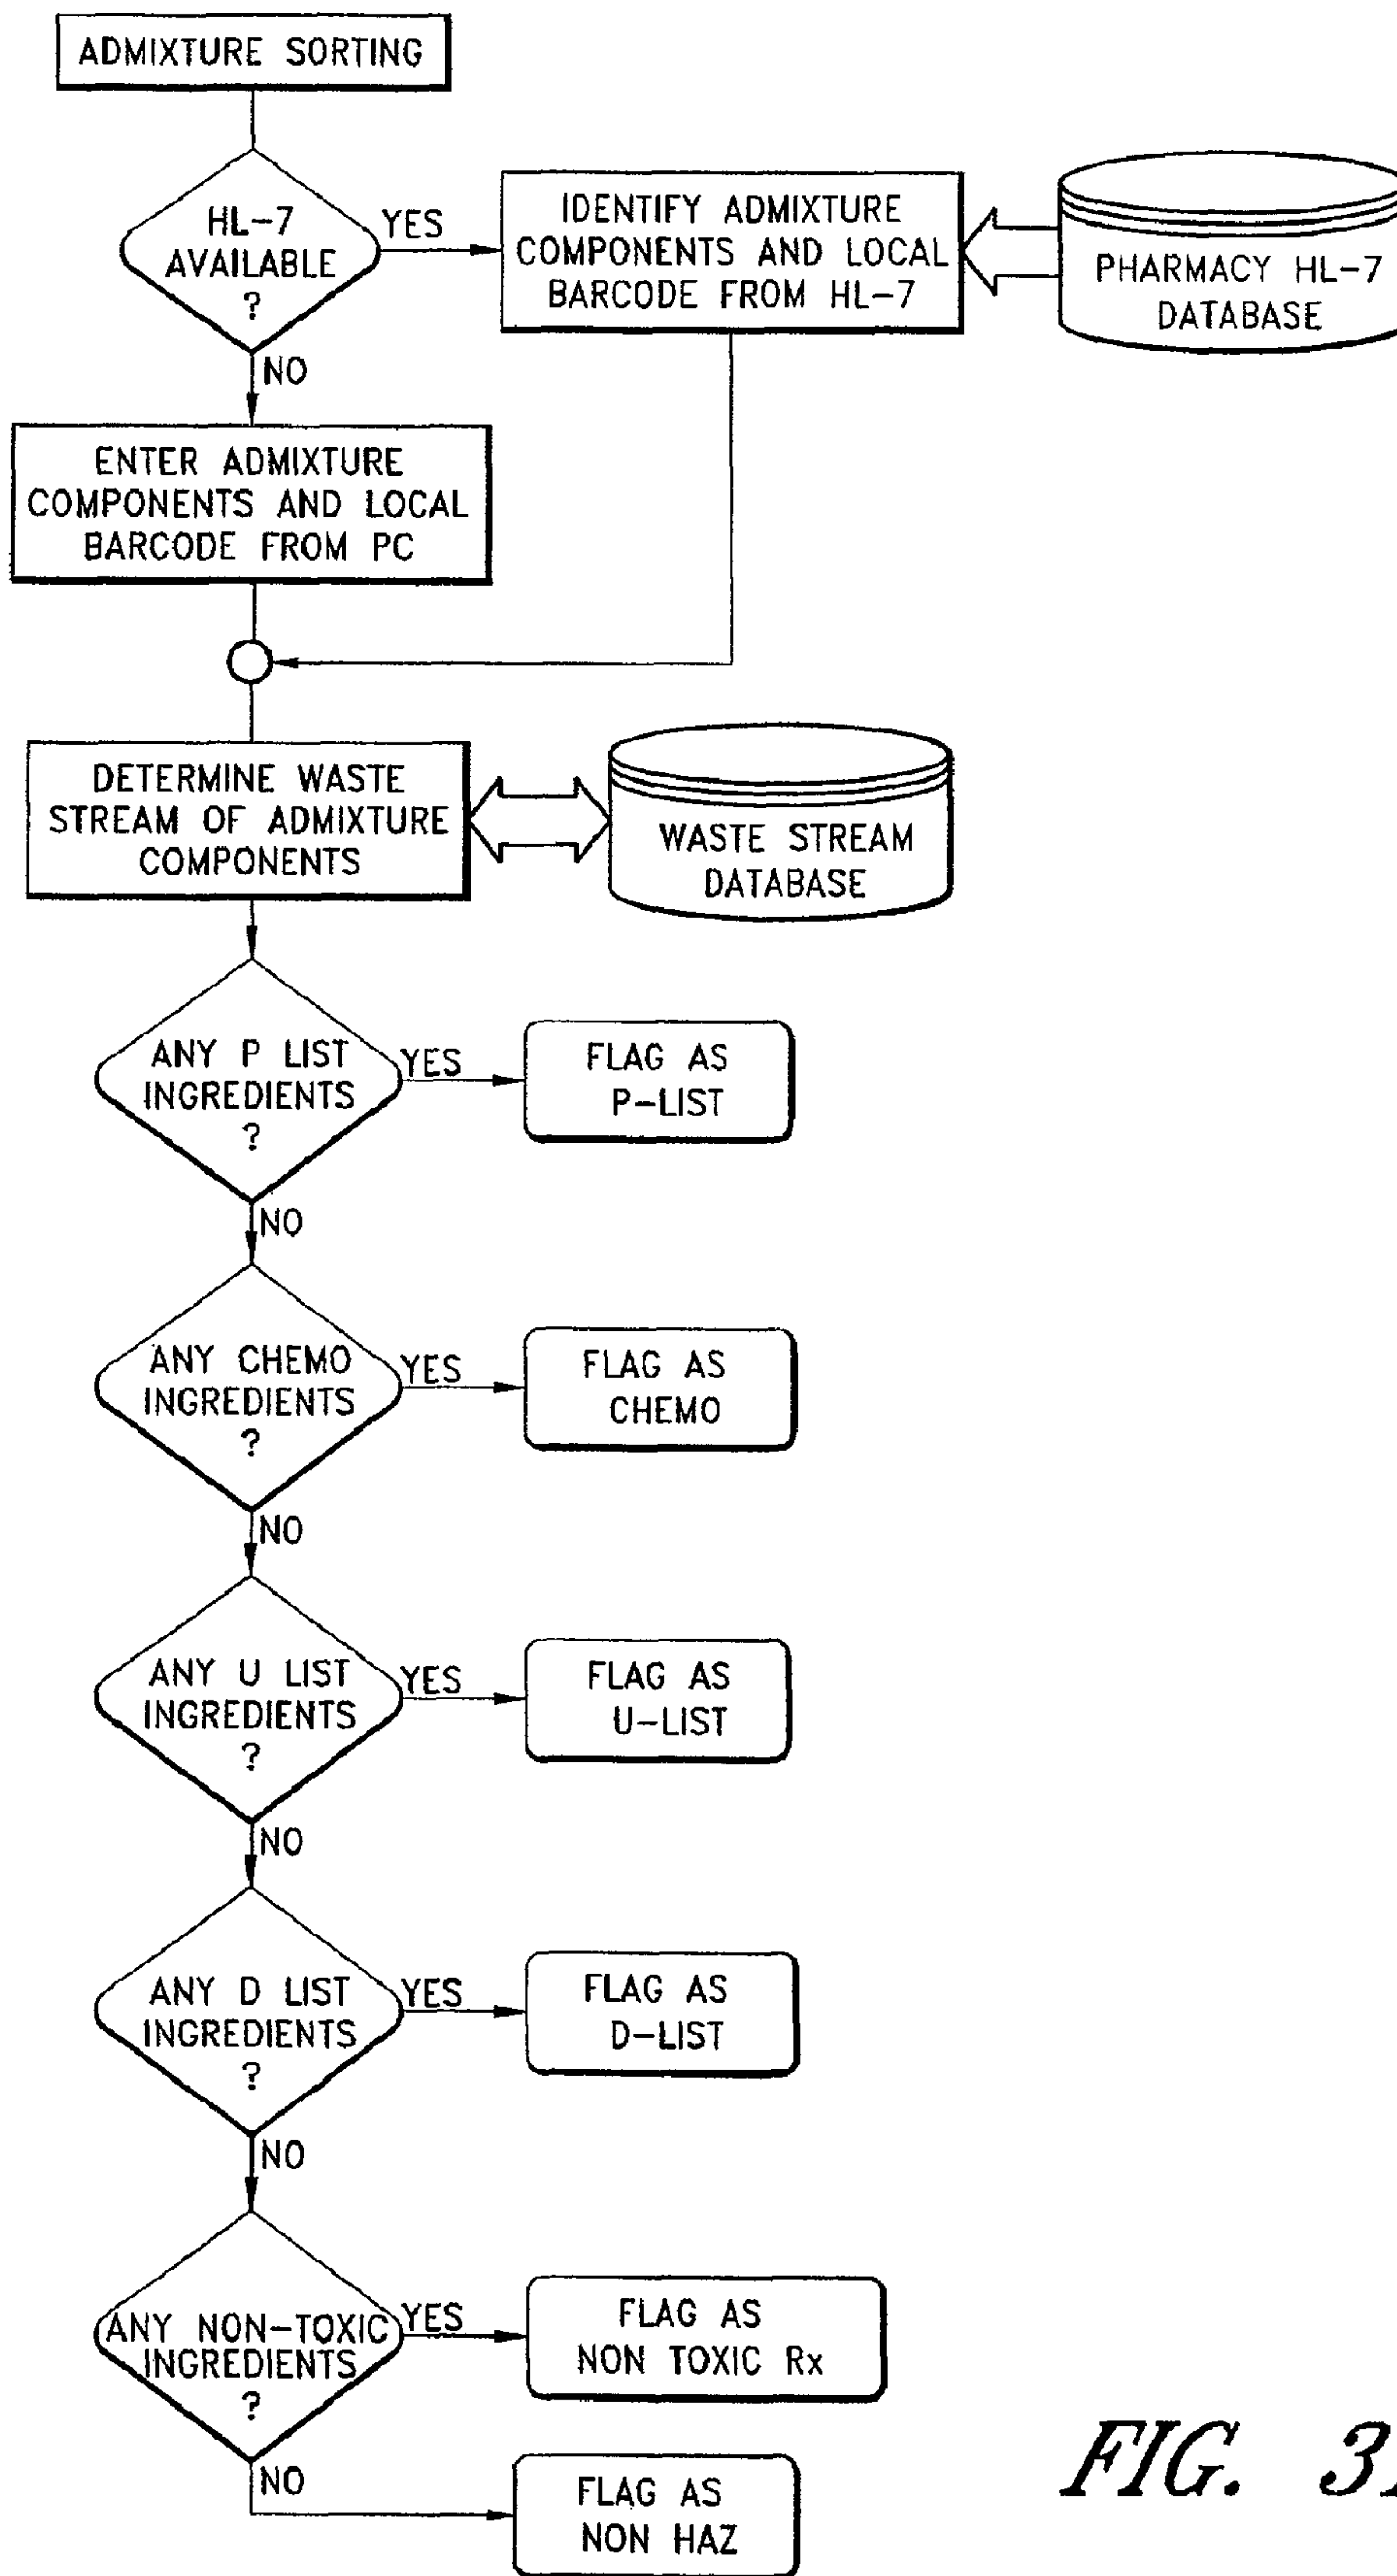 ADMIXTURE SORTING
HL-7
AVAILABLE
?
YES
IDENTIFY ADMIXTURE
COMPONENTS AND LOCAL
BARCODE FROM HL-7
PHARMACY HL-7
DATABASE
NO
ENTER ADMIXTURE
COMPONENTS AND LOCAL
BARCODE FROM PC
DETERMINE WASTE
STREAM OF ADMIXTURE
COMPONENTS
WASTE STREAM
DATABASE
ANY P LIST
INGREDIENTS
?
YES
FLAG AS
P-LIST
NO
ANY CHEMO
INGREDIENTS
?
YES
FLAG AS
CHEMO
NO
ANY U LIST
INGREDIENTS
?
YES
FLAG AS
U-LIST
NO
ANY D LIST
INGREDIENTS
?
YES
FLAG AS
D-LIST
NO
ANY NON-TOXIC
INGREDIENTS
?
YES
FLAG AS
NON TOXIC Rx
NO
FLAG AS
NON HAZ
FIG.